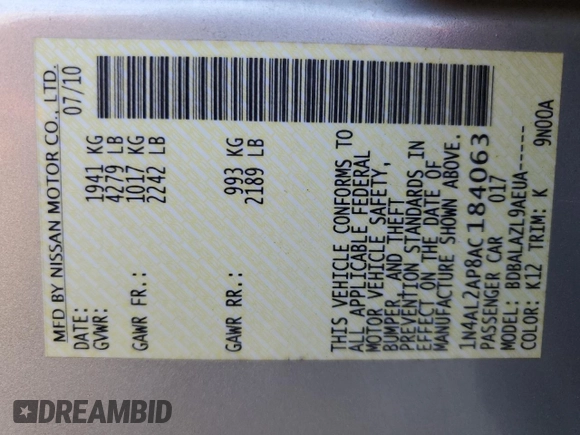 MFD BY NISSAN MOTOR CO., LTD.
DATE: 07/10
GVWR: 1941 KG
4279 LB
GAWR FR.: 1017 KG
2242 LB
GAWR RR.: 993 KG
2189 LB
THIS VEHICLE CONFORMS TO
ALL APPLICABLE FEDERAL
MOTOR VEHICLE SAFETY,
BUMPER, AND THEFT
PREVENTION STANDARDS IN
EFFECT ON THE DATE OF
MANUFACTURE SHOWN ABOVE.
1N4AL2AP8AC184063
PASSENGER CAR 017
MODEL: BDBALAZL9AEUA-----
COLOR: K12 TRIM: K 9N00A
DREAMBID